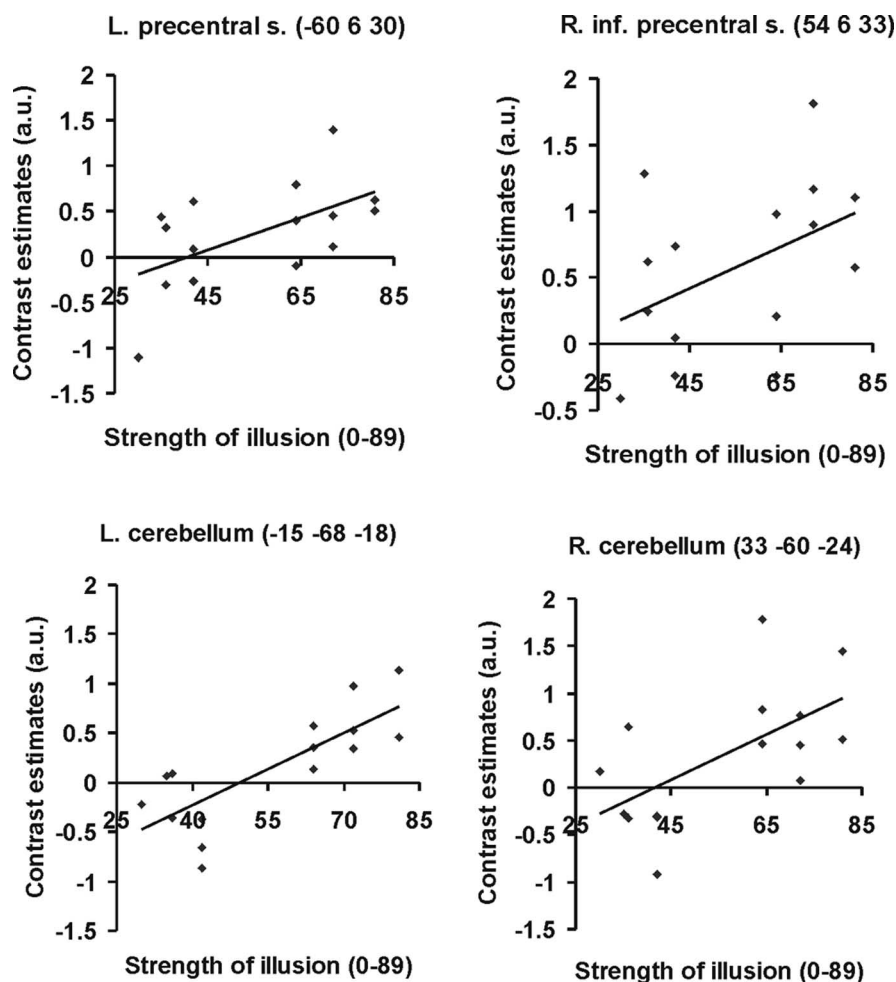 L. precentral s. (-60 6 30)
2
1.5
1
0.5
0
-0.5
-1
-1.5
25 45 65 85
Contrast estimates (a.u.)
Strength of illusion (0-89)
R. inf. precentral s. (54 6 33)
2
1.5
1
0.5
0
-0.5
25 45 65 85
Contrast estimates (a.u.)
Strength of illusion (0-89)
L. cerebellum (-15 -68 -18)
2
1.5
1
0.5
0
-0.5
-1
-1.5
25 40 55 70 85
Contrast estimates (a.u.)
Strength of illusion (0-89)
R. cerebellum (33 -60 -24)
2
1.5
1
0.5
0
-0.5
-1
-1.5
25 45 65 85
Contrast estimates (a.u.)
Strength of illusion (0-89)